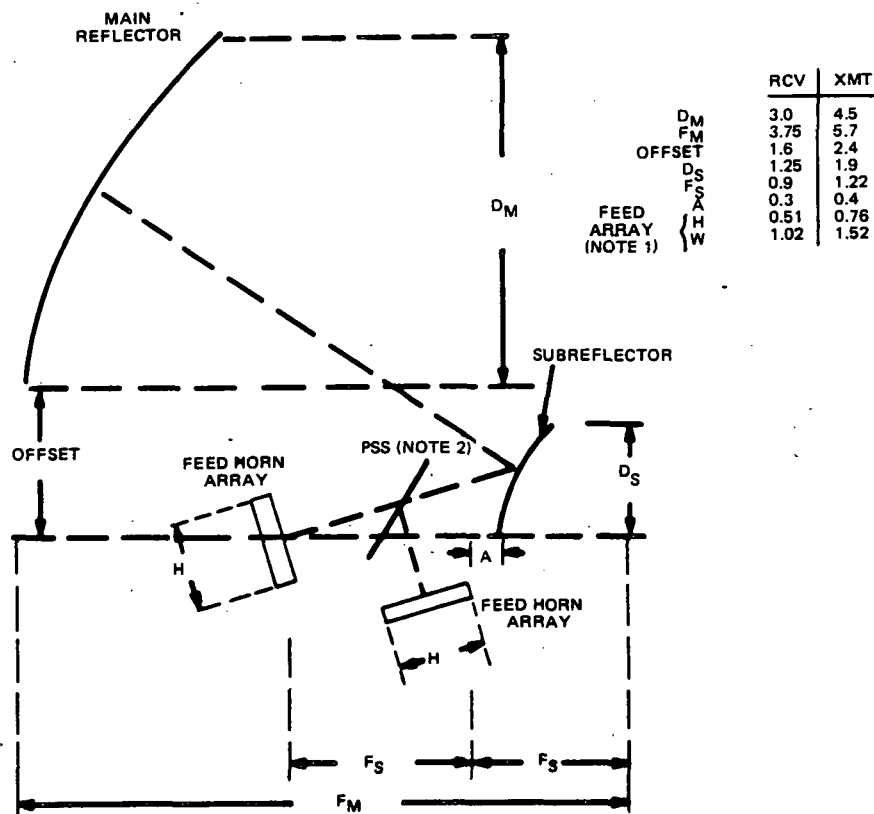 MAIN
REFLECTOR
RCV XMT
D_M 3.0 4.5
F_M 3.75 5.7
OFFSET 1.6 2.4
D_S 1.25 1.9
F_S 0.9 1.22
A 0.3 0.4
FEED
ARRAY
(NOTE 1)
H 0.51 0.76
W 1.02 1.52
D_M
SUBREFLECTOR
OFFSET
FEED HORN
ARRAY
PSS (NOTE 2)
D_S
H
A
FEED HORN
ARRAY
H
F_S
F_S
F_M